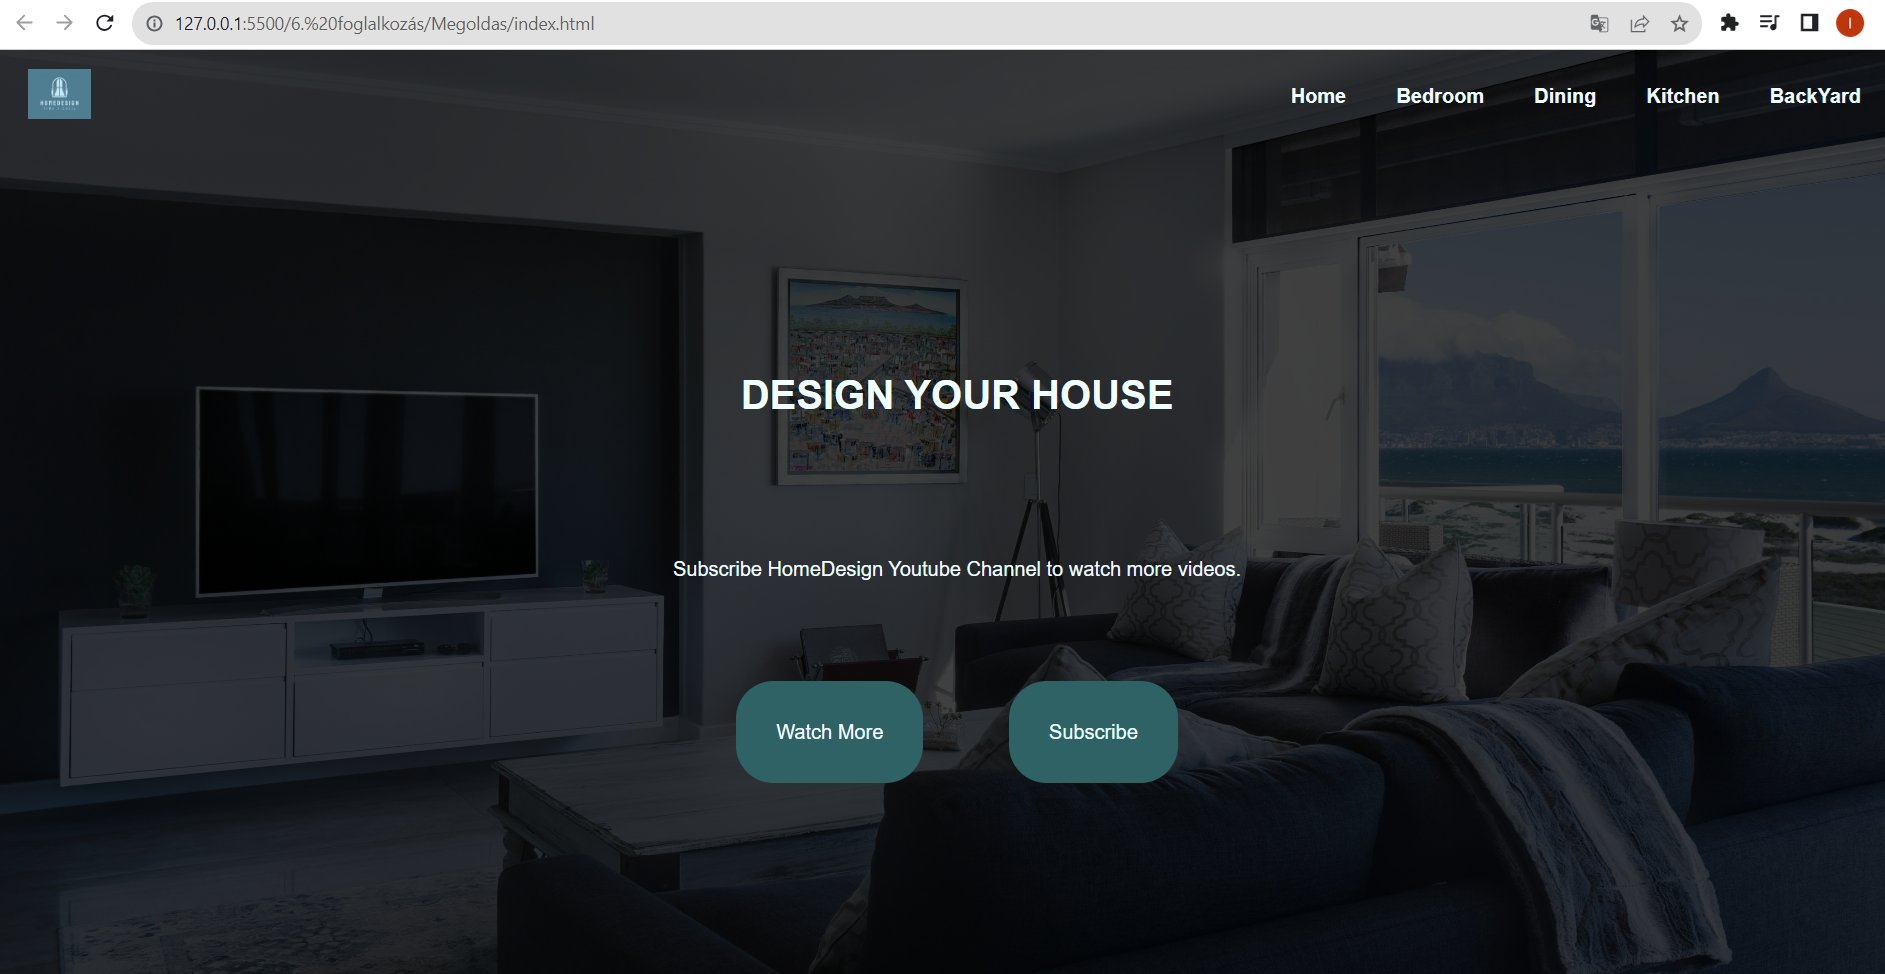 127.0.0.1:5500/6.%20foglalkozás/Megoldas/index.html
I
HOMEDESIGN
Home Bedroom Dining Kitchen BackYard
DESIGN YOUR HOUSE
Subscribe HomeDesign Youtube Channel to watch more videos.
Watch More Subscribe